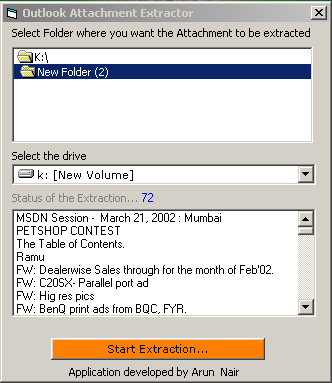 Outlook Attachment Extractor
Select Folder where you want the Attachment to be extracted
K:\
New Folder (2)
Select the drive
k: [New Volume]
Status of the Extraction... 72
MSDN Session - March 21, 2002 : Mumbai
PETSHOP CONTEST
The Table of Contents.
Ramu
FW: Dealerwise Sales through for the month of Feb'02.
FW: C20SX- Parallel port ad
FW: Hig res pics
FW: BenQ print ads from BQC, FYR.
Start Extraction...
Application developed by Arun Nair